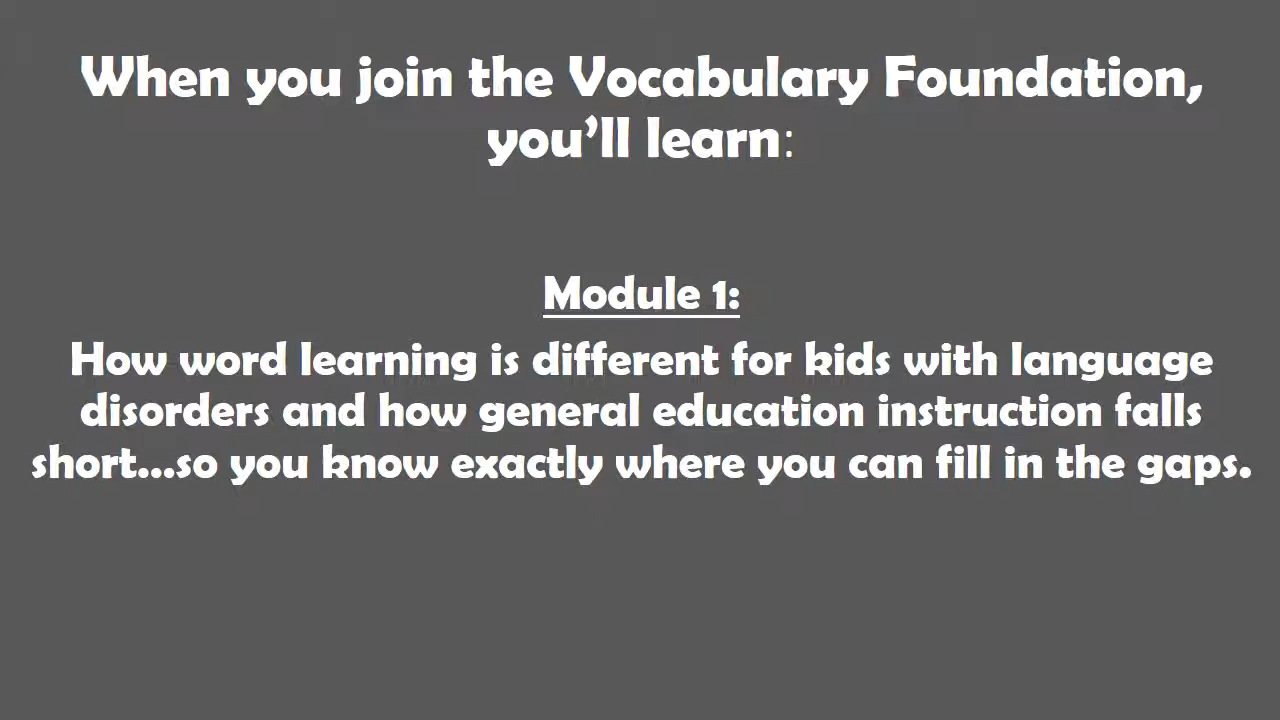 When you join the Vocabulary Foundation,
you’ll learn:
Module 1:
How word learning is different for kids with language
disorders and how general education instruction falls
short...so you know exactly where you can fill in the gaps.